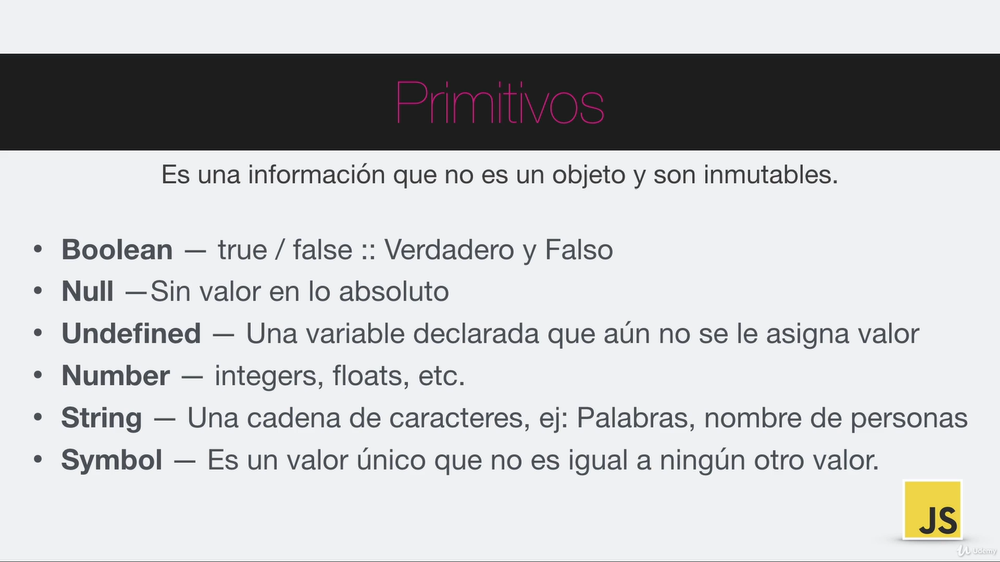 Primitivos
Es una información que no es un objeto y son inmutables.
• Boolean — true / false :: Verdadero y Falso
• Null —Sin valor en lo absoluto
• Undefined — Una variable declarada que aún no se le asigna valor
• Number — integers, floats, etc.
• String — Una cadena de caracteres, ej: Palabras, nombre de personas
• Symbol — Es un valor único que no es igual a ningún otro valor.
JS
Udemy